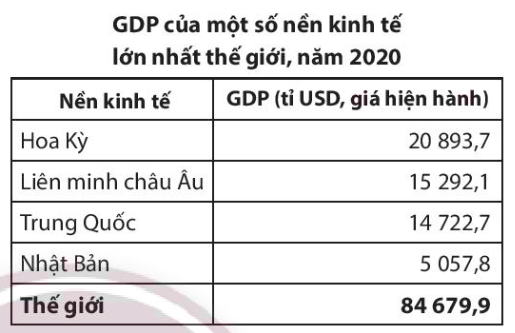 GDP của một số nền kinh tế
lớn nhất thế giới, năm 2020
Nền kinh tế GDP (tỉ USD, giá hiện hành)
Hoa Kỳ 20 893,7
Liên minh châu Âu 15 292,1
Trung Quốc 14 722,7
Nhật Bản 5 057,8
Thế giới 84 679,9